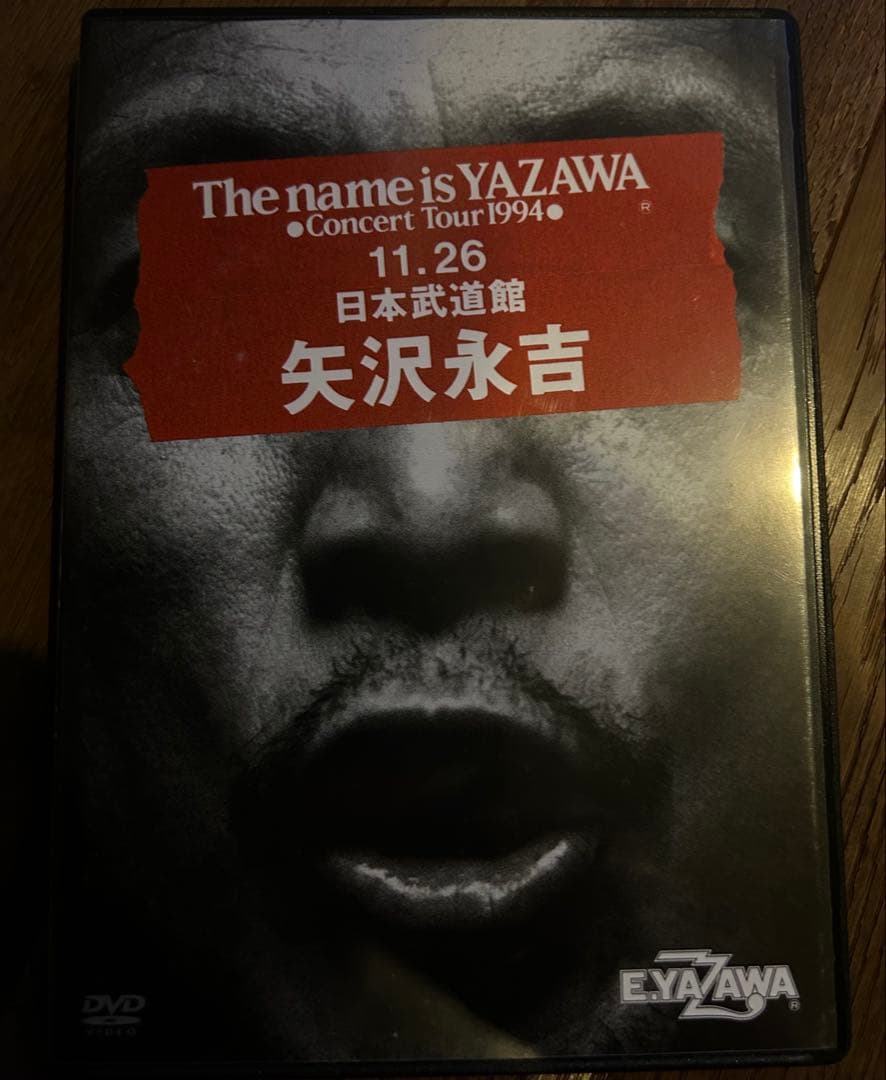 The name is YAZAWA
®
●Concert Tour 1994●
11.26
日本武道館
矢沢永吉
E.YAZAWA
®
DVD
VIDEO